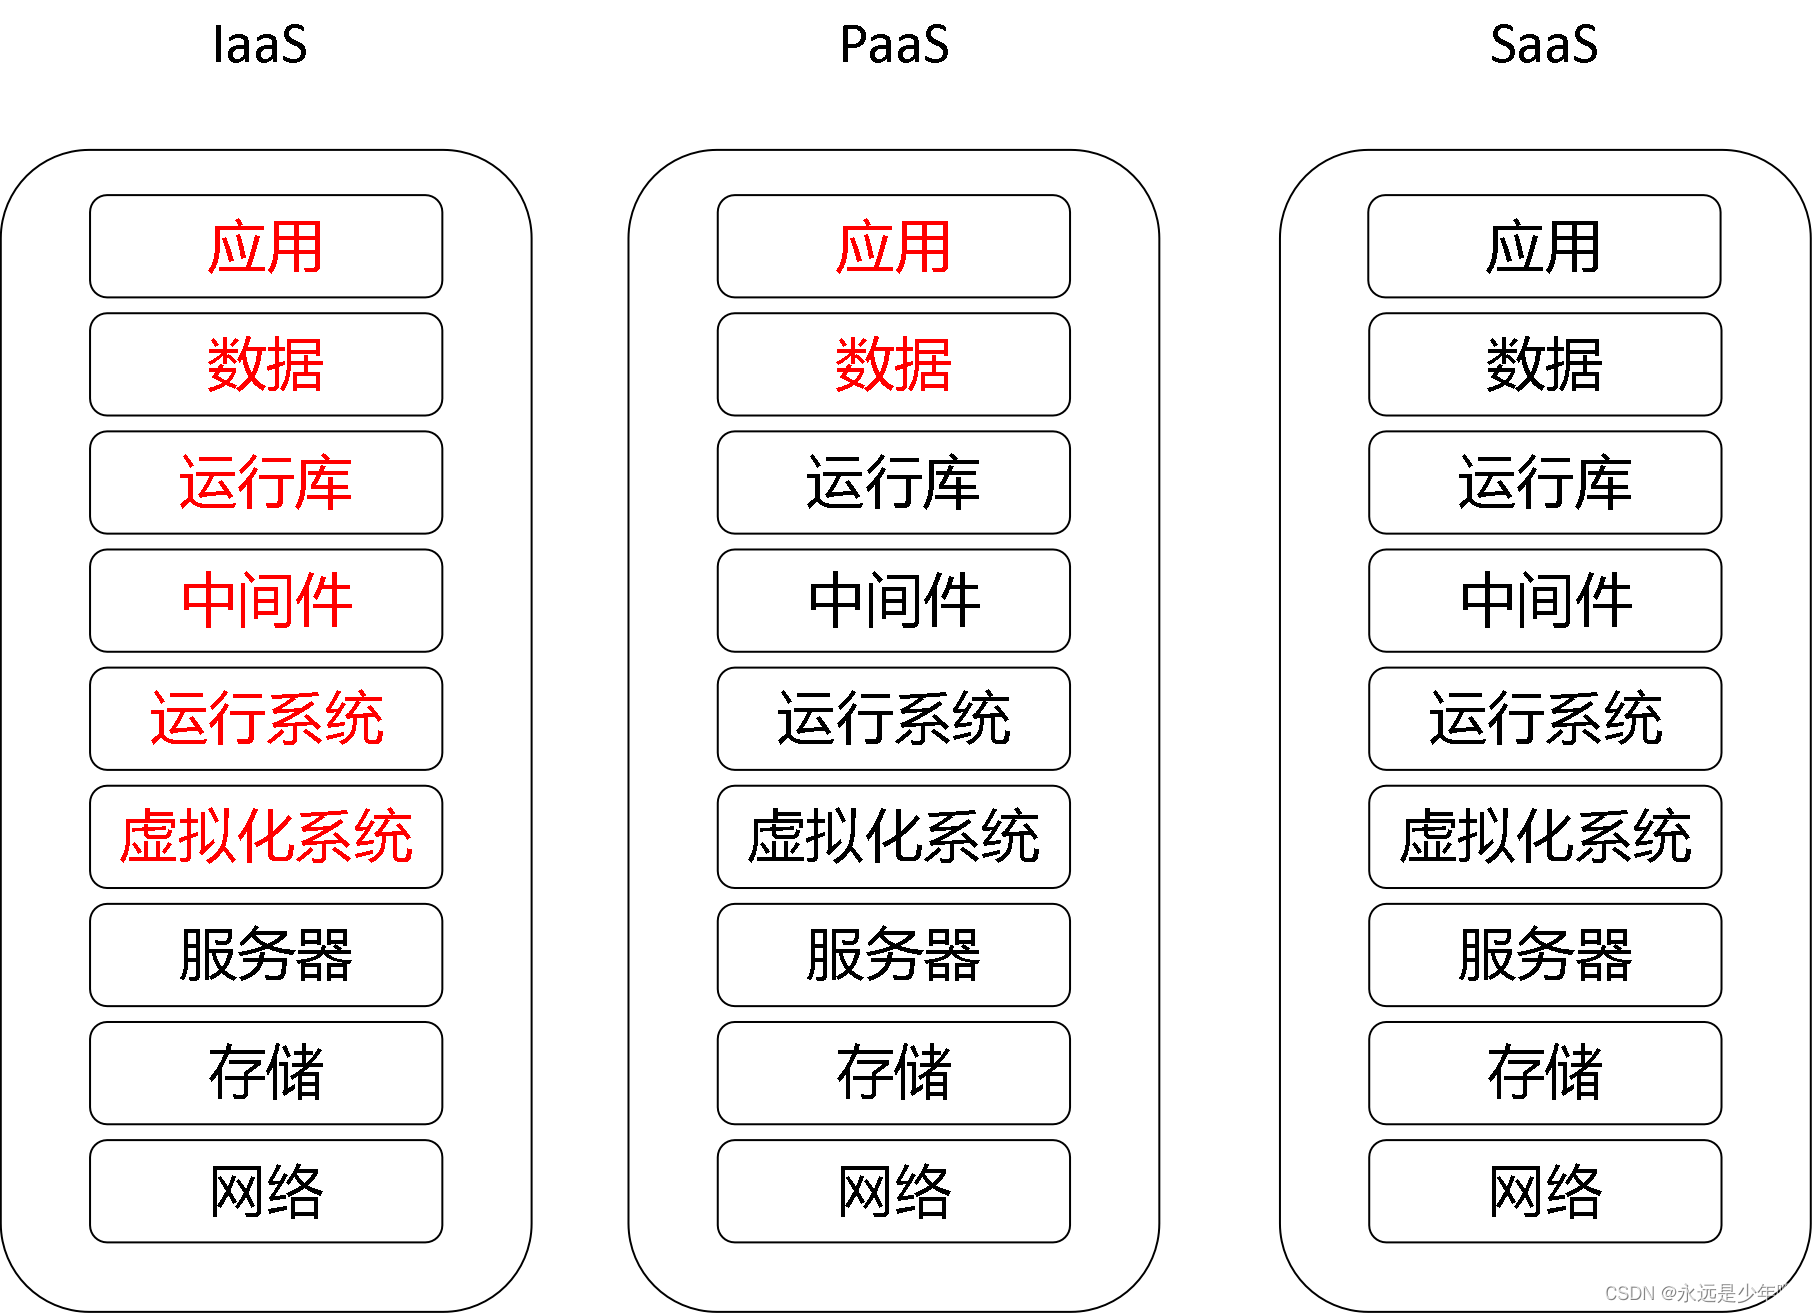 IaaS
PaaS
SaaS
应用
数据
运行库
中间件
运行系统
虚拟化系统
服务器
存储
网络
应用
数据
运行库
中间件
运行系统
虚拟化系统
服务器
存储
网络
应用
数据
运行库
中间件
运行系统
虚拟化系统
服务器
存储
网络
CSDN @永远是少年